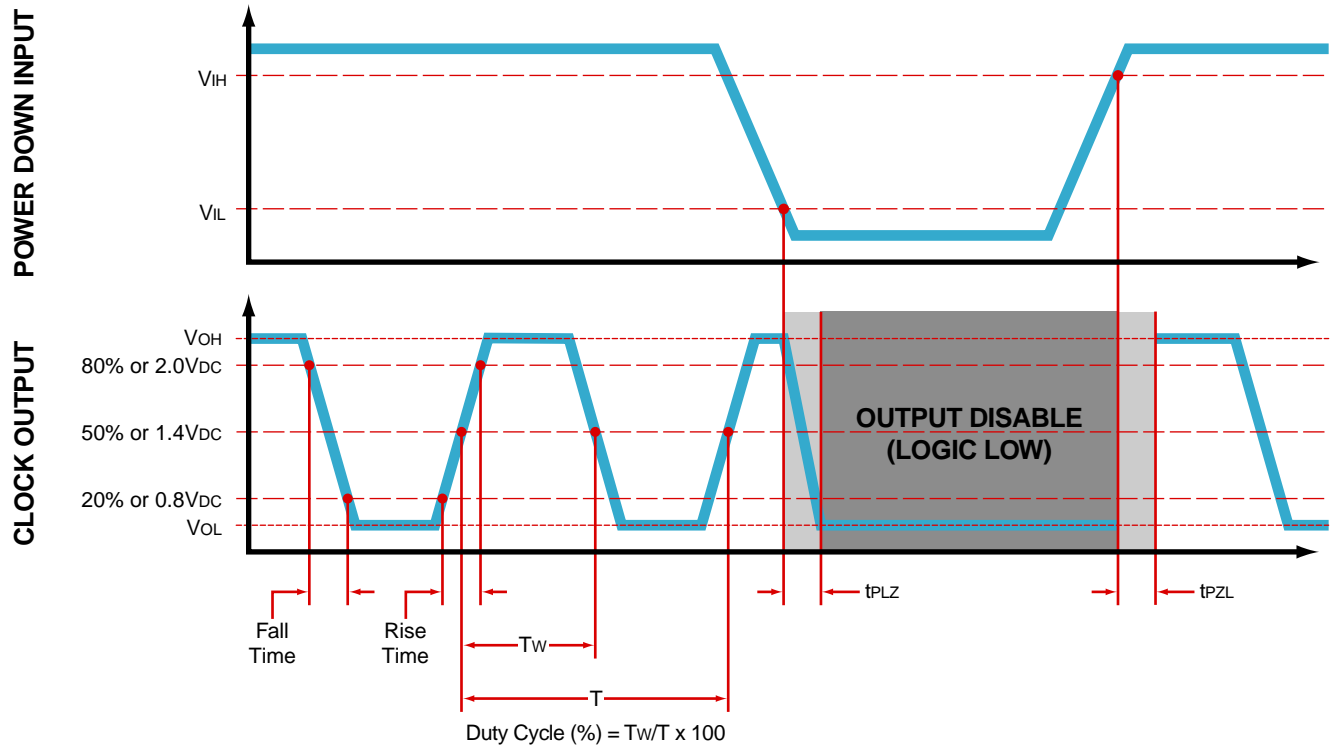 POWER DOWN INPUT
VIH
VIL
CLOCK OUTPUT
VOH
80% or 2.0VDC
50% or 1.4VDC
20% or 0.8VDC
VOL
OUTPUT DISABLE
(LOGIC LOW)
tPLZ
tPZL
Fall
Time
Rise
Time
TW
T
Duty Cycle (%) = TW/T x 100